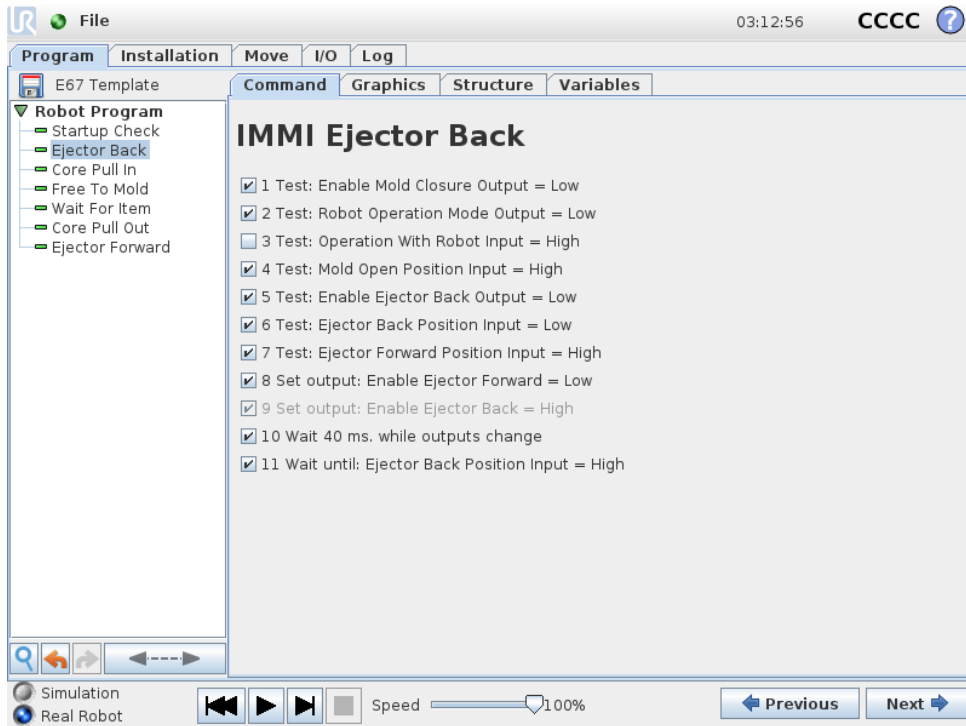 UR File 03:12:56 CCCC ?
Program Installation Move I/O Log
E67 Template
Command Graphics Structure Variables
Robot Program
Startup Check
Ejector Back
Core Pull In
Free To Mold
Wait For Item
Core Pull Out
Ejector Forward
IMMI Ejector Back
1 Test: Enable Mold Closure Output = Low
2 Test: Robot Operation Mode Output = Low
3 Test: Operation With Robot Input = High
4 Test: Mold Open Position Input = High
5 Test: Enable Ejector Back Output = Low
6 Test: Ejector Back Position Input = Low
7 Test: Ejector Forward Position Input = High
8 Set output: Enable Ejector Forward = Low
9 Set output: Enable Ejector Back = High
10 Wait 40 ms. while outputs change
11 Wait until: Ejector Back Position Input = High
Simulation
Real Robot
Speed 100%
Previous Next